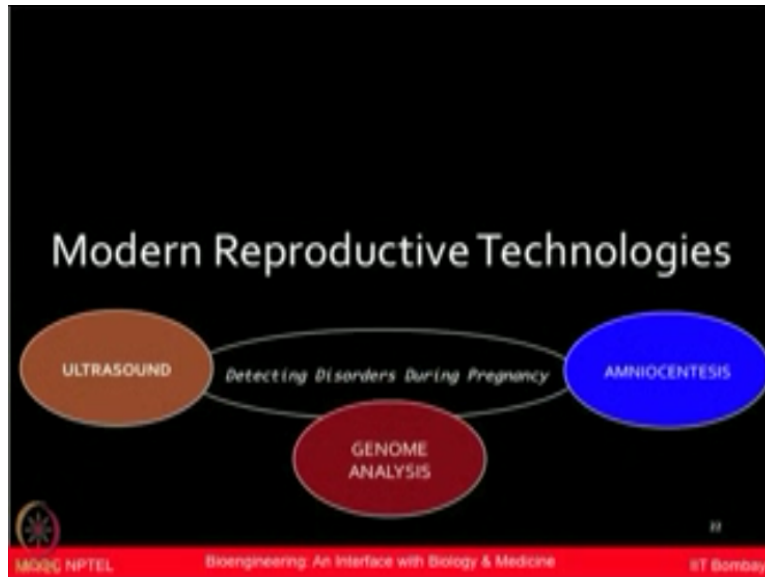 Modern Reproductive Technologies
ULTRASOUND
Detecting Disorders During Pregnancy
AMNIOCENTESIS
GENOME
ANALYSIS
MOOC NPTEL
Bioengineering: An Interface with Biology & Medicine
IIT Bombay